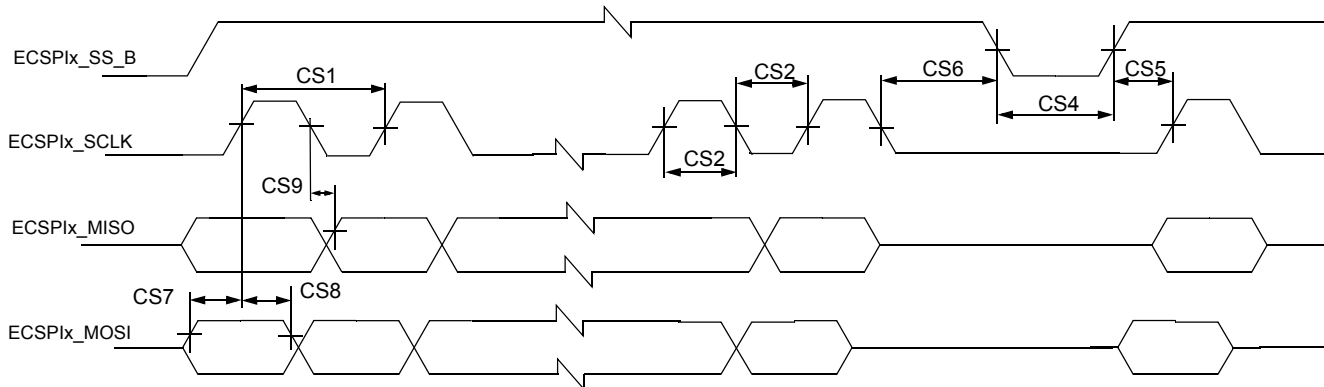 ECSPIx_SS_B
CS1
CS2
CS6
CS5
CS4
ECSPIx_SCLK
CS2
CS9
ECSPIx_MISO
CS7
CS8
ECSPIx_MOSI